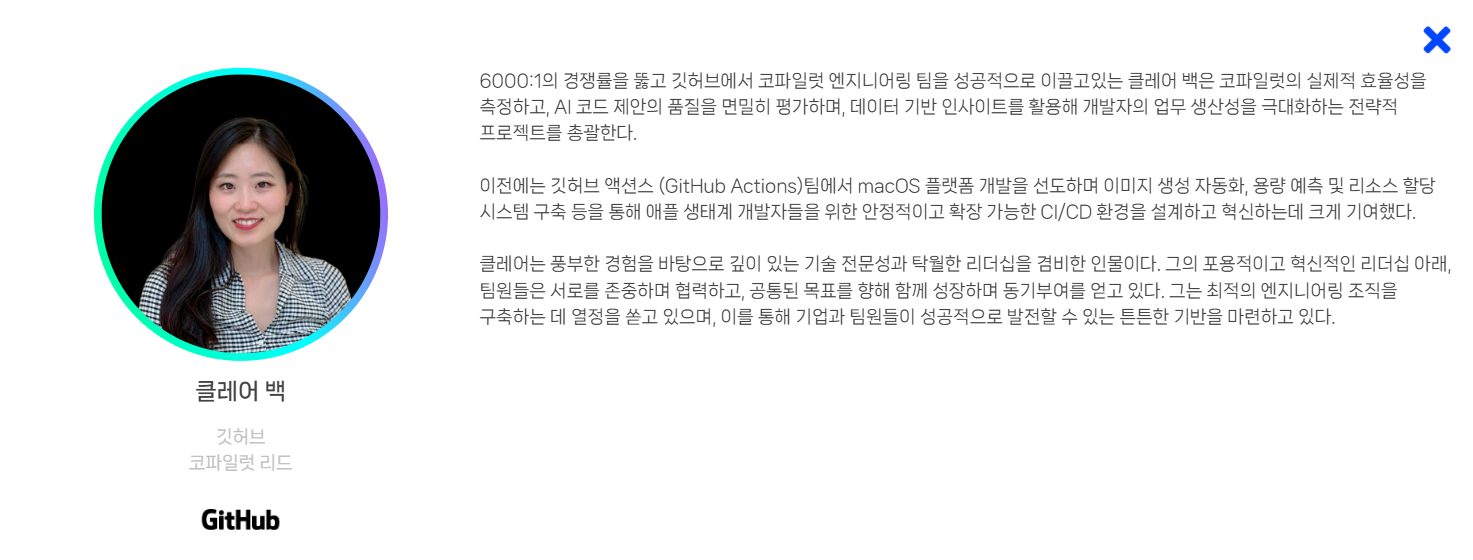 6000:1의 경쟁률을 뚫고 깃허브에서 코파일럿 엔지니어링 팀을 성공적으로 이끌고있는 클레어 백은 코파일럿의 실제적 효율성을
측정하고, AI 코드 제안의 품질을 면밀히 평가하며, 데이터 기반 인사이트를 활용해 개발자의 업무 생산성을 극대화하는 전략적
프로젝트를 총괄한다.
이전에는 깃허브 액션스 (GitHub Actions)팀에서 macOS 플랫폼 개발을 선도하며 이미지 생성 자동화, 용량 예측 및 리소스 할당
시스템 구축 등을 통해 애플 생태계 개발자들을 위한 안정적이고 확장 가능한 CI/CD 환경을 설계하고 혁신하는데 크게 기여했다.
클레어는 풍부한 경험을 바탕으로 깊이 있는 기술 전문성과 탁월한 리더십을 겸비한 인물이다. 그의 포용적이고 혁신적인 리더십 아래,
팀원들은 서로를 존중하며 협력하고, 공통된 목표를 향해 함께 성장하며 동기부여를 얻고 있다. 그는 최적의 엔지니어링 조직을
구축하는 데 열정을 쏟고 있으며, 이를 통해 기업과 팀원들이 성공적으로 발전할 수 있는 튼튼한 기반을 마련하고 있다.
클레어 백
깃허브
코파일럿 리드
GitHub